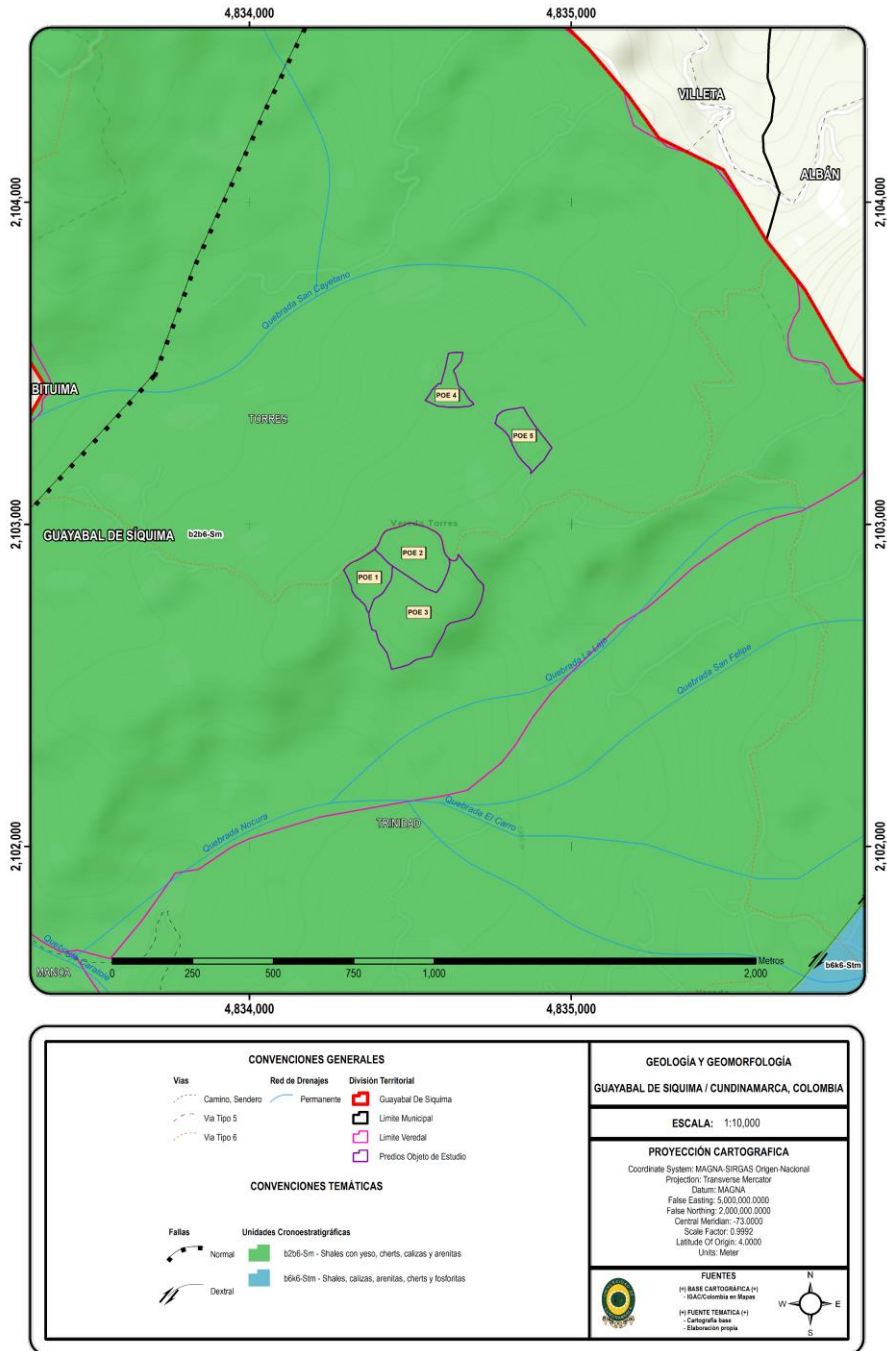 4,834,000
4,835,000
VILLETA
ALBÁN
2,104,000
2,104,000
Quebrada San Cayetano
BITUIMA
POE 4
TORRES
POE 5
2,103,000
2,103,000
Vereda Torres
GUAYABAL DE SÍQUIMA
b2b6-Sm
POE 2
POE 1
POE 3
Quebrada La Laja
Quebrada San Felipe
Quebrada El Carro
Quebrada Nocura
TRINIDAD
2,102,000
2,102,000
Quebrada
MANOA
0
250
500
750
1,000
2,000
Metros
b6k6-Stm
4,834,000
4,835,000
CONVENCIONES GENERALES
Vias
Camino, Sendero
Via Tipo 5
Via Tipo 6
Red de Drenajes
Permanente
División Territorial
Guayabal De Siquima
Limite Municipal
Limite Veredal
Predios Objeto de Estudio
CONVENCIONES TEMÁTICAS
Fallas
Normal
Dextral
Unidades Cronoestratigráficas
b2b6-Sm - Shales con yeso, cherts, calizas y arenitas
b6k6-Stm - Shales, calizas, arenitas, cherts y fosforitas
GEOLOGÍA Y GEOMORFOLOGÍA
GUAYABAL DE SIQUIMA / CUNDINAMARCA, COLOMBIA
ESCALA: 1:10,000
PROYECCIÓN CARTOGRAFICA
Coordinate System: MAGNA-SIRGAS Origen-Nacional
Projection: Transverse Mercator
Datum: MAGNA
False Easting: 5,000,000.0000
False Northing: 2,000,000.0000
Central Meridian: -73.0000
Scale Factor: 0.9992
Latitude Of Origin: 4.0000
Units: Meter
FUENTES
(+) BASE CARTOGRÁFICA (+)
- IGAC/Colombia en Mapas
(+) FUENTE TEMATICA (+)
- Cartografía base
- Elaboración propia
N
W
E
S